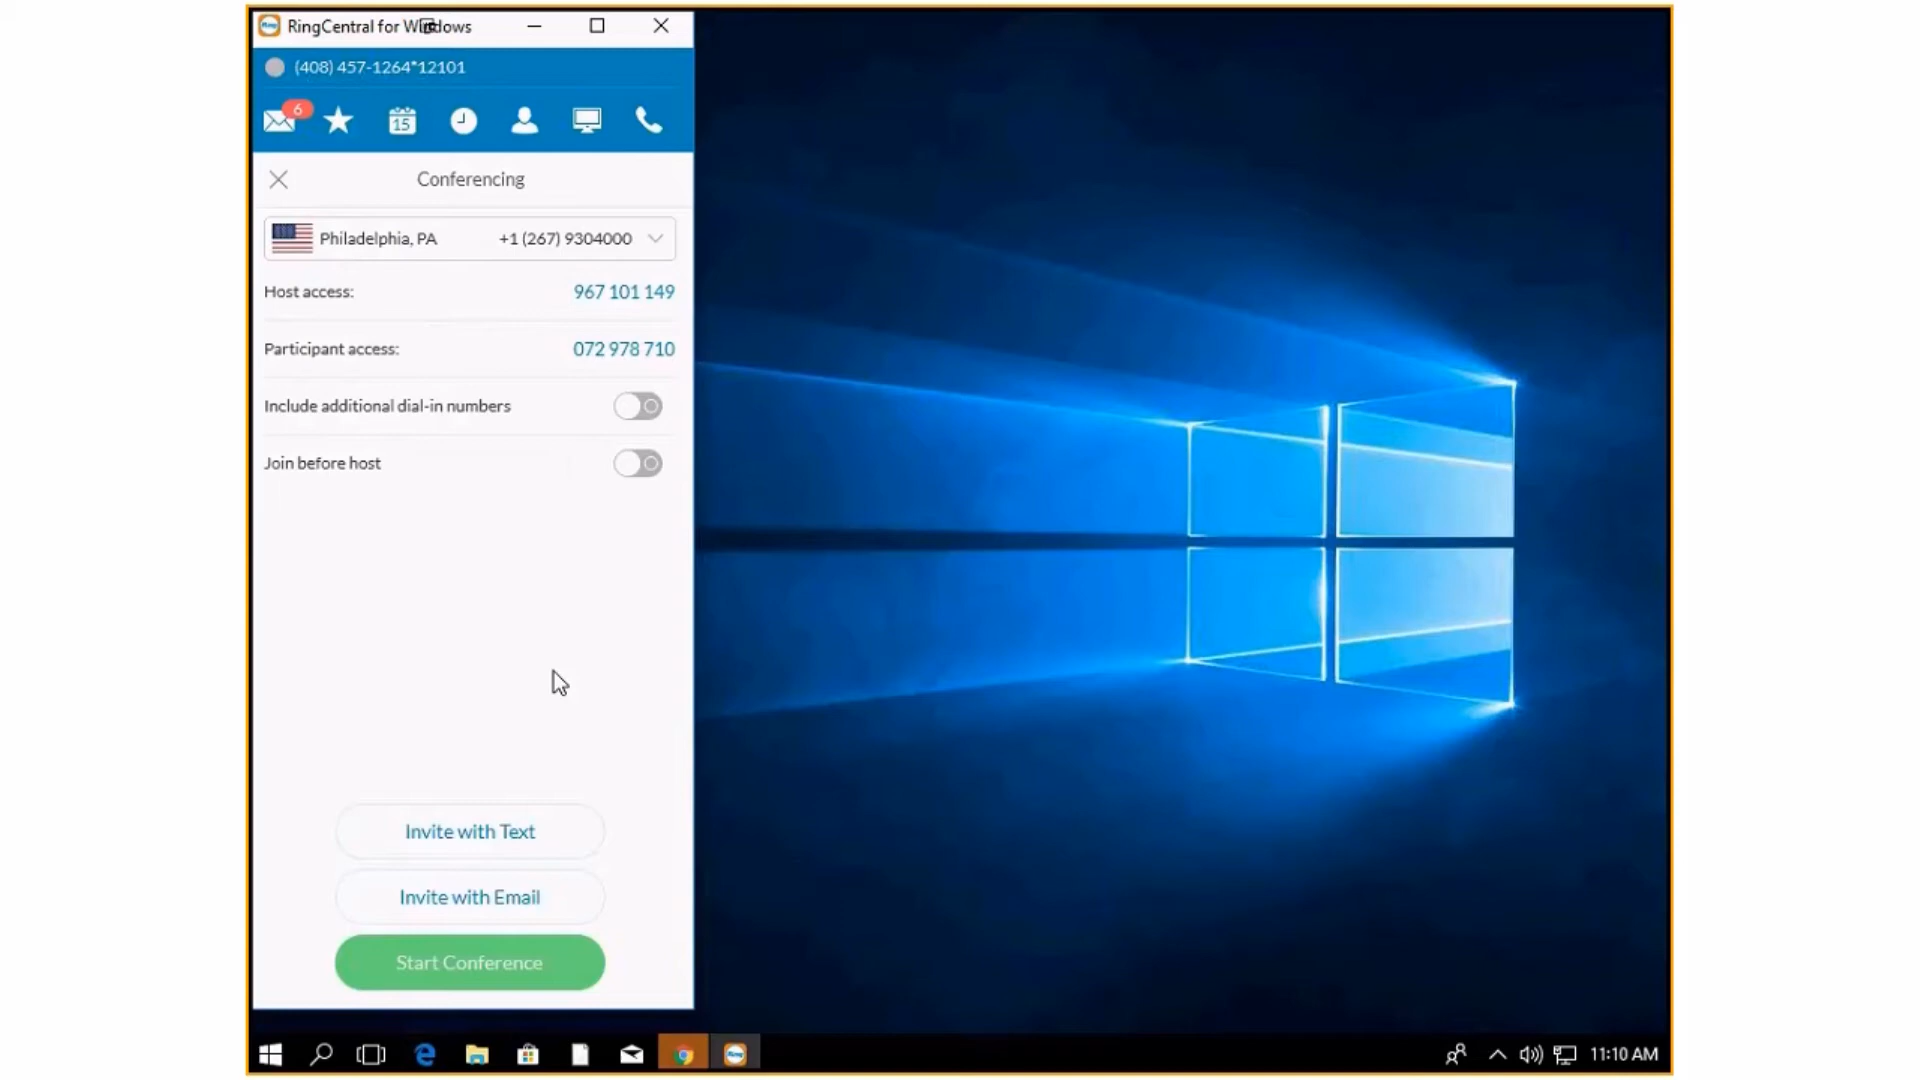 RingCentral for Windows
(408) 457-1264*12101
6
15
Conferencing
Philadelphia, PA +1 (267) 9304000
Host access: 967 101 149
Participant access: 072 978 710
Include additional dial-in numbers
Join before host
Invite with Text
Invite with Email
Start Conference
11:10 AM